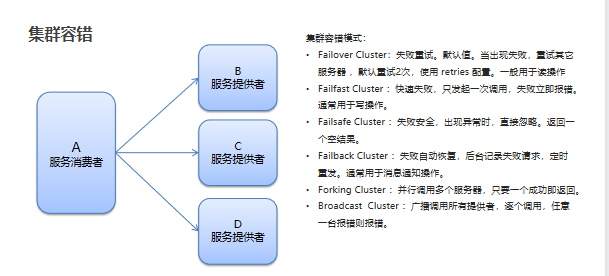 集群容错
A
服务消费者
B
服务提供者
C
服务提供者
D
服务提供者
集群容错模式：
• Failover Cluster：失败重试。默认值。当出现失败，重试其它
服务器，默认重试2次，使用 retries 配置。一般用于读操作
• Failfast Cluster：快速失败，只发起一次调用，失败立即报错。
通常用于写操作。
• Failsafe Cluster：失败安全，出现异常时，直接忽略。返回一
个空结果。
• Failback Cluster：失败自动恢复，后台记录失败请求，定时
重发。通常用于消息通知操作。
• Forking Cluster：并行调用多个服务器，只要一个成功即返回。
• Broadcast Cluster：广播调用所有提供者，逐个调用，任意
一台报错则报错。